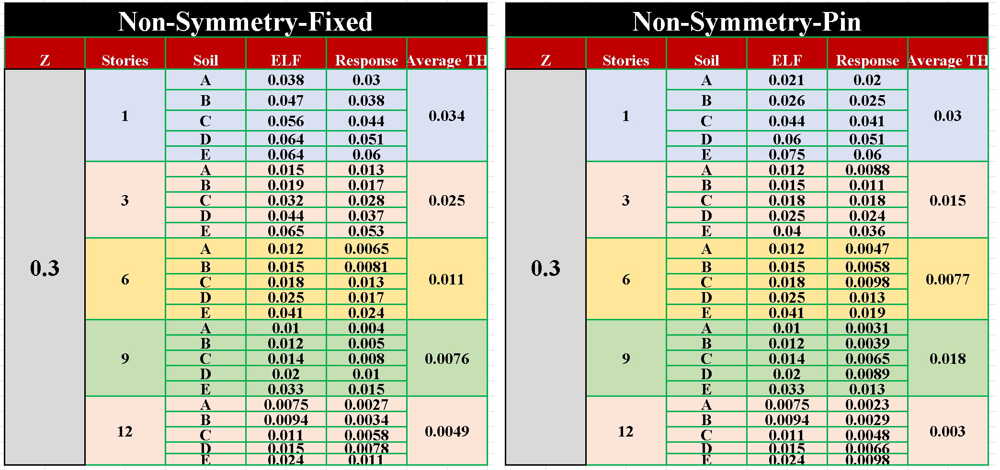 Non-Symmetry-Fixed
Z Stories Soil ELF Response Average TH
0.3
1
A 0.038 0.03
B 0.047 0.038
C 0.056 0.044
D 0.064 0.051
E 0.064 0.06
0.034
3
A 0.015 0.013
B 0.019 0.017
C 0.032 0.028
D 0.044 0.037
E 0.065 0.053
0.025
6
A 0.012 0.0065
B 0.015 0.0081
C 0.018 0.013
D 0.025 0.017
E 0.041 0.024
0.011
9
A 0.01 0.004
B 0.012 0.005
C 0.014 0.008
D 0.02 0.01
E 0.033 0.015
0.0076
12
A 0.0075 0.0027
B 0.0094 0.0034
C 0.011 0.0058
D 0.015 0.0078
E 0.024 0.011
0.0049
Non-Symmetry-Pin
Z Stories Soil ELF Response Average TH
0.3
1
A 0.021 0.02
B 0.026 0.025
C 0.044 0.041
D 0.06 0.051
E 0.075 0.06
0.03
3
A 0.012 0.0088
B 0.015 0.011
C 0.018 0.018
D 0.025 0.024
E 0.04 0.036
0.015
6
A 0.012 0.0047
B 0.015 0.0058
C 0.018 0.0098
D 0.025 0.013
E 0.041 0.019
0.0077
9
A 0.01 0.0031
B 0.012 0.0039
C 0.014 0.0065
D 0.02 0.0089
E 0.033 0.013
0.018
12
A 0.0075 0.0023
B 0.0094 0.0029
C 0.011 0.0048
D 0.015 0.0066
E 0.024 0.0098
0.003